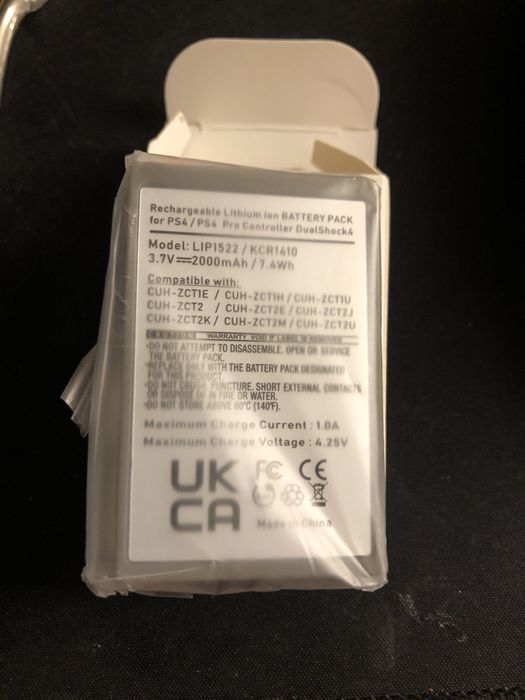 Rechargeable Lithium ion BATTERY PACK
for PS4 / PS4 Pro Controller DualShock4
Model: LIP1522 / KCR1410
3.7V⎓2000mAh / 7.4Wh
Compatible with:
CUH-ZCT1E / CUH-ZCT1H / CUH-ZCT1U
CUH-ZCT2 / CUH-ZCT2E / CUH-ZCT2J
CUH-ZCT2K / CUH-ZCT2M / CUH-ZCT2U
CAUTION WARRANTY VOID IF LABEL IS REMOVED
·DO NOT ATTEMPT TO DISASSEMBLE. OPEN OR SERVICE
THE BATTERY PACK.
·REPLACE ONLY WITH THE BATTERY PACK DESIGNATED
FOR THIS PRODUCT.
·DO NOT CRUSH, PUNCTURE. SHORT EXTERNAL CONTACTS
OR DISPOSE OF IN FIRE OR WATER.
·DO NOT STORE ABOVE 60°C (140°F).
Maximum Charge Current : 1.0A
Maximum Charge Voltage : 4.25V
UK
CA
FC CE
Made in China